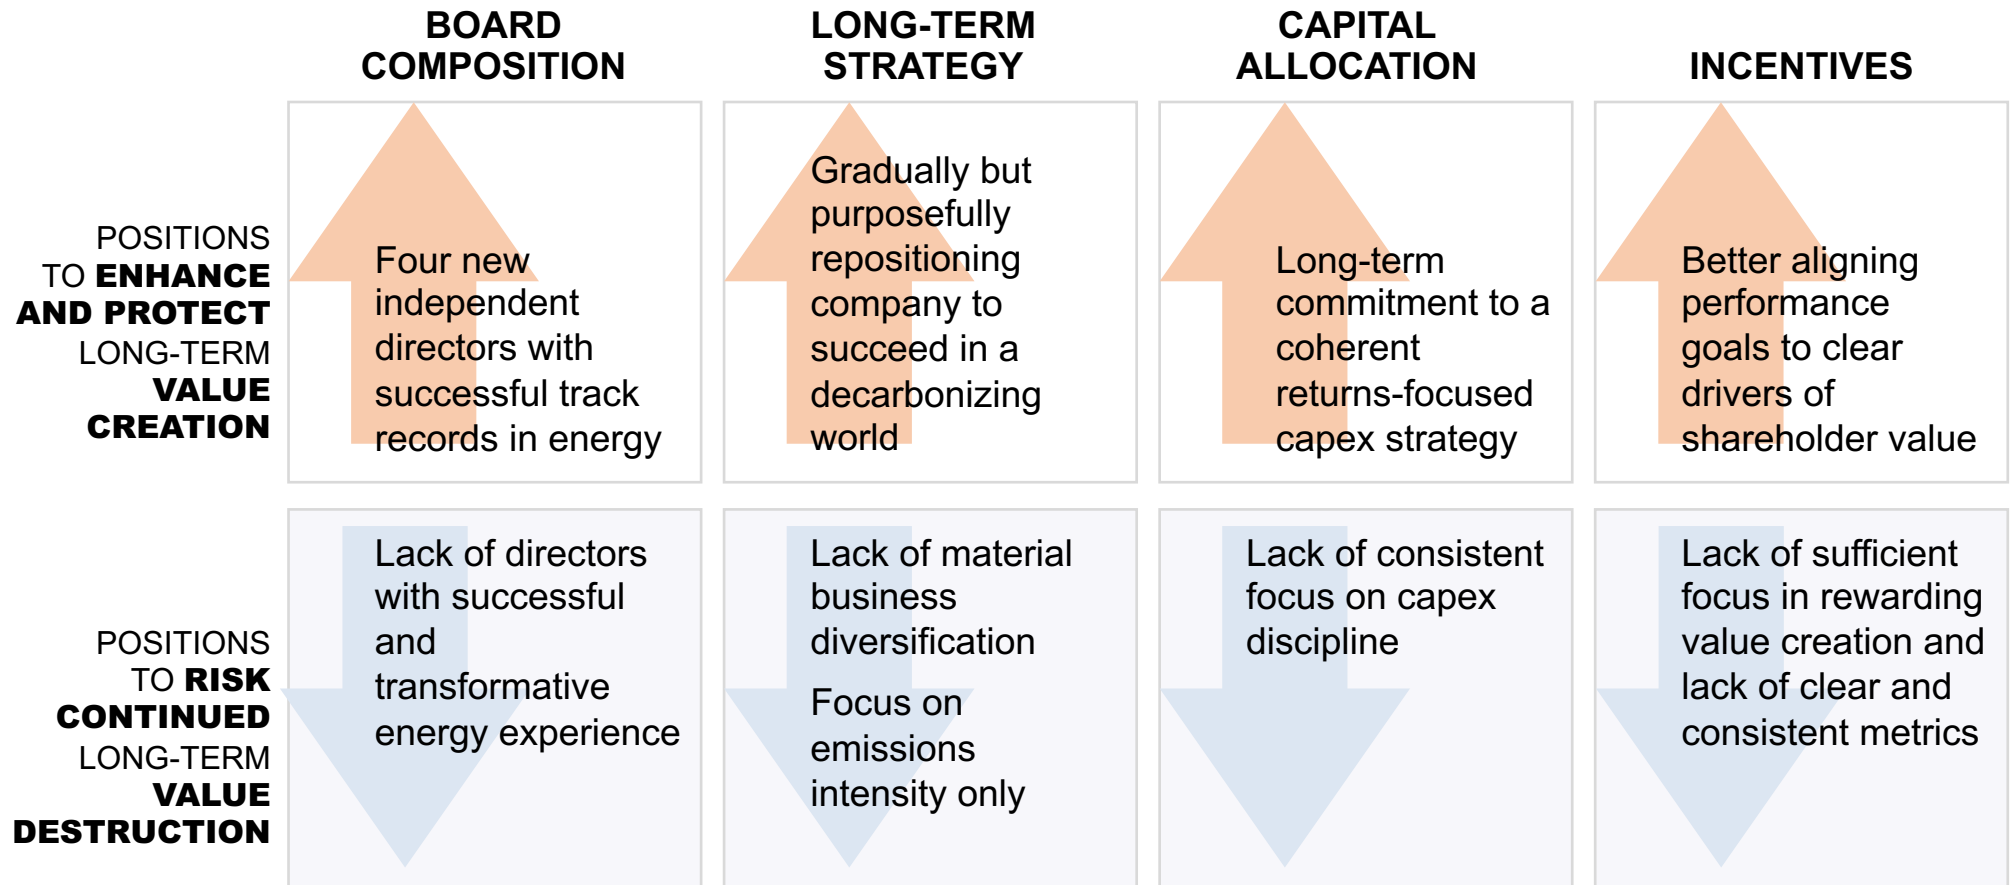 BOARD
COMPOSITION
LONG-TERM
STRATEGY
CAPITAL
ALLOCATION
INCENTIVES
POSITIONS
TO ENHANCE
AND PROTECT
LONG-TERM
VALUE
CREATION
Four new
independent
directors with
successful track
records in energy
Gradually but
purposefully
repositioning
company to
succeed in a
decarbonizing
world
Long-term
commitment to a
coherent
returns-focused
capex strategy
Better aligning
performance
goals to clear
drivers of
shareholder value
POSITIONS
TO RISK
CONTINUED
LONG-TERM
VALUE
DESTRUCTION
Lack of directors
with successful
and
transformative
energy experience
Lack of material
business
diversification
Focus on
emissions
intensity only
Lack of consistent
focus on capex
discipline
Lack of sufficient
focus in rewarding
value creation and
lack of clear and
consistent metrics